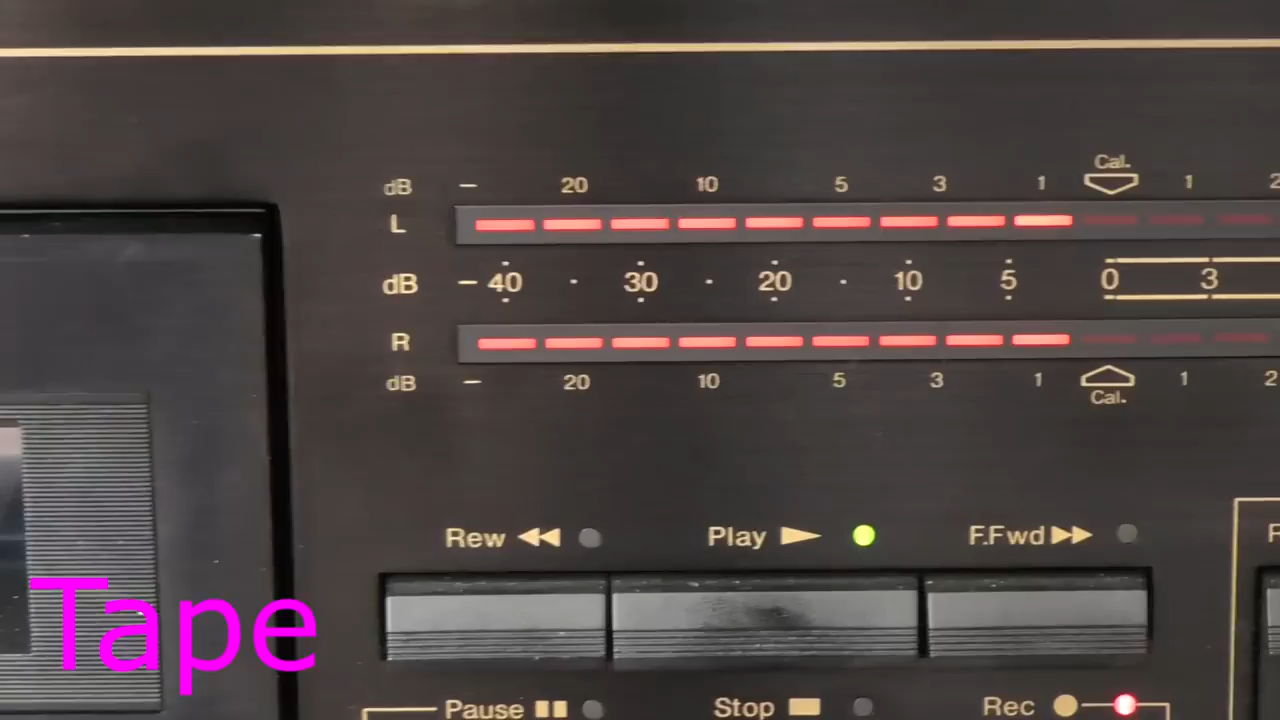 Cal.
dB – 20 10 5 3 1 1 2
L
dB –40 · 30 · 20 · 10 5 0 3
R
dB – 20 10 5 3 1 1 2
Cal.
Rew Play F.Fwd
Tape
Pause Stop Rec